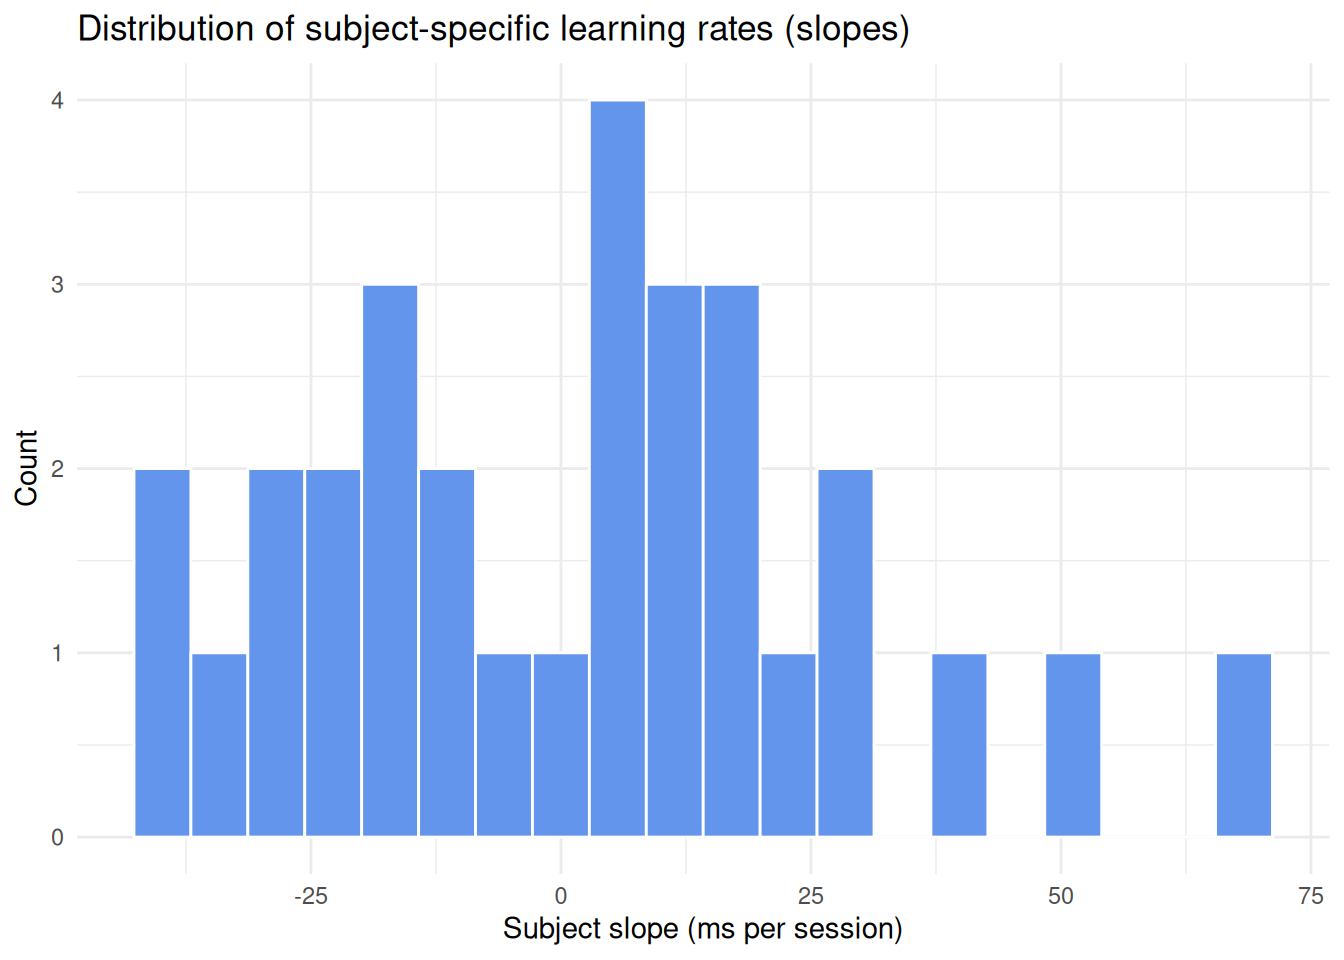 Distribution of subject-specific learning rates (slopes)
4
3
2
1
0
Count
-25 0 25 50 75
Subject slope (ms per session)